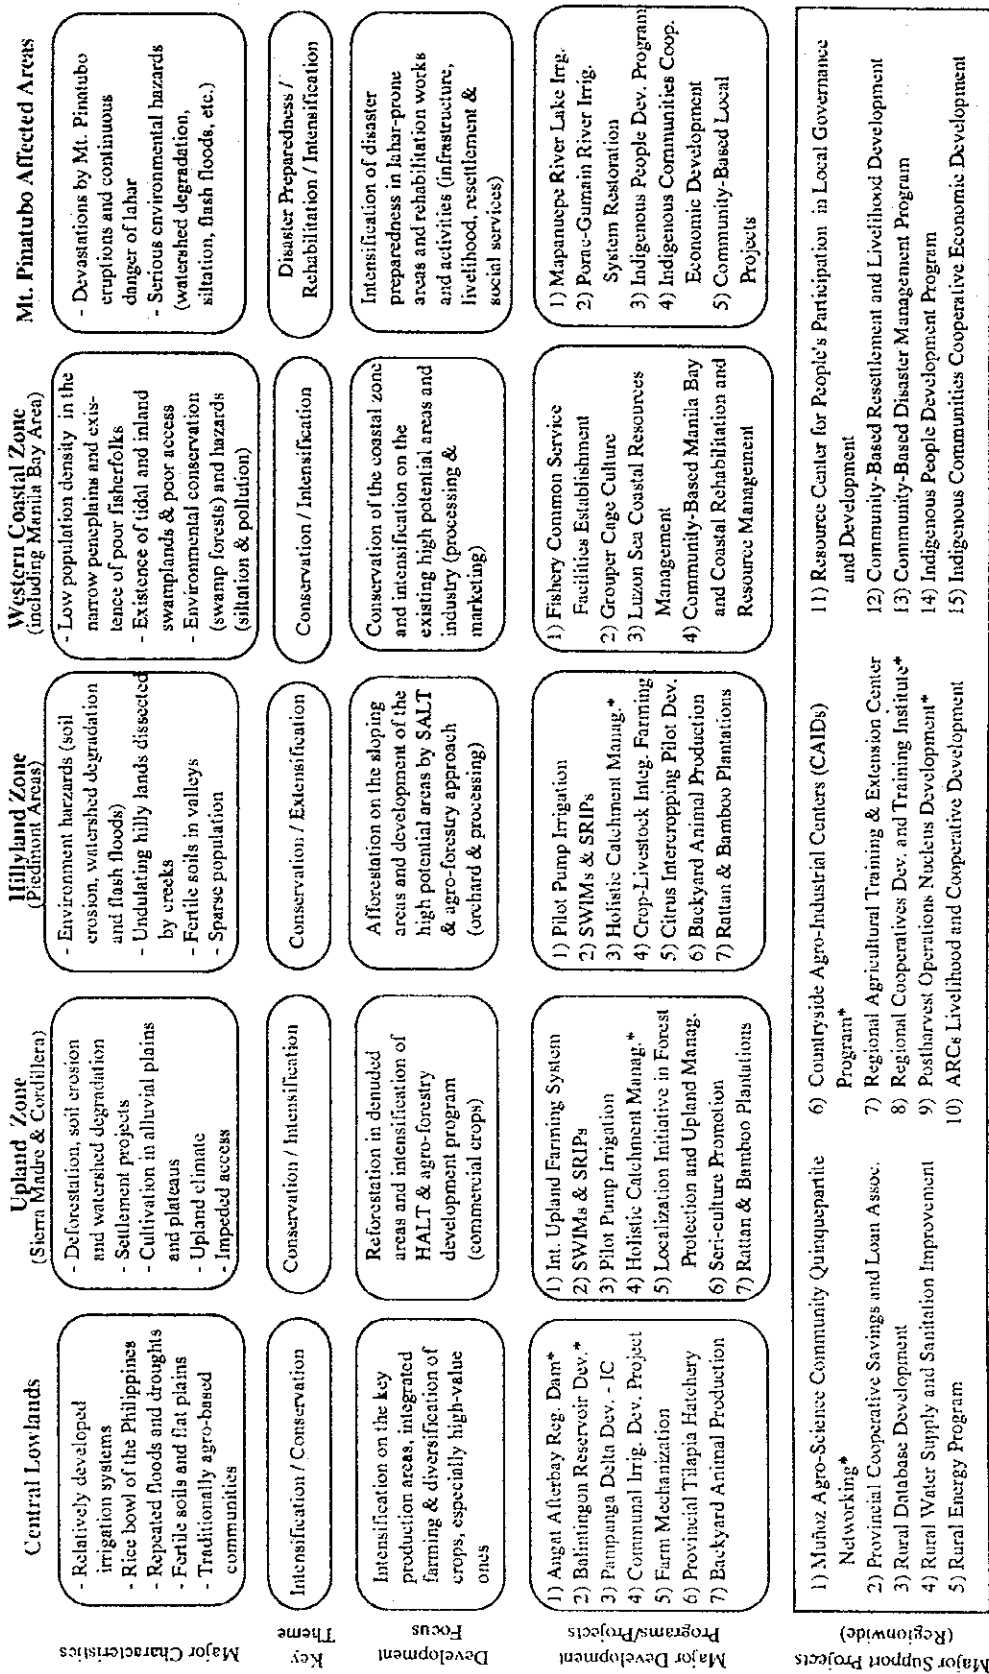 Central Lowlands
Upland Zone
(Sierra Madre & Cordillera)
Hillyland Zone
(Piedmont Areas)
Western Coastal Zone
(including Manila Bay Area)
Mt. Pinatubo Affected Areas
Major Characteristics
- Relatively developed
irrigation systems
- Rice bowl of the Philippines
- Repeated floods and droughts
- Fertile soils and flat plains
- Traditionally agro-based
communities
- Deforestation, soil erosion
and watershed degradation
- Settlement projects
- Cultivation in alluvial plains
and plateaus
- Upland climate
- Impeded access
- Environment harzards (soil
erosion, watershed degradation
and flash floods)
- Undulating hilly lands dissected
by creeks
- Fertile soils in valleys
- Sparse population
- Low population density in the
narrow peneplains and exis-
tence of poor fisherfolks
- Existence of tidal and inland
swamplands & poor access
- Environmental conservation
(swamp forests) and hazards
(siltation & pollution)
- Devastations by Mt. Pinatubo
eruptions and continuous
danger of lahar
- Serious environmental hazards
(watershed degradation,
siltation, flash floods, etc.)
Key
Theme
Intensification / Conservation
Conservation / Intensification
Conservation / Extensification
Conservation / Intensification
Disaster Preparedness /
Rehabilitation / Intensification
Development
Focus
Intensification on the key
production areas, integrated
farming & diversification of
crops, especially high-value
ones
Reforestation in denuded
areas and intensification of
HALT & agro-forestry
development program
(commercial crops)
Afforestation on the sloping
areas and development of the
high potential areas by SALT
& agro-forestry approach
(orchard & processing)
Conservation of the coastal zone
and intensification on the
existing high potential areas and
industry (processing &
marketing)
Intensification of disaster
preparedness in lahar-prone
areas and rehabilitation works
and activities (infrastructure,
livelihood, resettlement &
social services)
Major Development
Programs/Projects
1) Angat Afterbay Reg. Dam*
2) Balintingon Reservoir Dev.*
3) Pampanga Delta Dev. - IC
4) Communal Irrig. Dev. Project
5) Farm Mechanization
6) Provincial Tilapia Hatchery
7) Backyard Animal Production
1) Int. Upland Farming System
2) SWIMs & SRIPs
3) Pilot Pump Irrigation
4) Holistic Catchment Manag.*
5) Localization Initiative in Forest
Protection and Upland Manag.
6) Seri-culture Promotion
7) Rattan & Bamboo Plantations
1) Pilot Pump Irrigation
2) SWIMs & SRIPs
3) Holistic Catchment Manag.*
4) Crop-Livestock Integ. Farming
5) Citrus Intercropping Pilot Dev.
6) Backyard Animal Production
7) Rattan & Bamboo Plantations
1) Fishery Common Service
Facilities Establishment
2) Grouper Cage Culture
3) Luzon Sea Coastal Resources
Management
4) Community-Based Manila Bay
and Coastal Rehabilitation and
Resource Management
1) Mapanuepe River Lake Irrg.
2) Porac-Gumain River Irrig.
System Restoration
3) Indigenous People Dev. Program
4) Indigenous Communities Coop.
Economic Development
5) Community-Based Local
Projects
Major Support Projects
(Regionwide)
1) Muñoz Agro-Science Community Quinquepartite
Networking*
2) Provincial Cooperative Savings and Loan Assoc.
3) Rural Database Development
4) Rural Water Supply and Sanitation Improvement
5) Rural Energy Program
6) Countryside Agro-Industrial Centers (CAIDs)
Program*
7) Regional Agricultural Training & Extension Center
8) Regional Cooperatives Dev. and Training Institute*
9) Postharvest Operations Nucleus Development*
10) ARCs Livelihood and Cooperative Development
11) Resource Center for People's Participation in Local Governance
and Development
12) Community-Based Resettlement and Livelihood Development
13) Community-Based Disaster Management Program
14) Indigenous People Development Program
15) Indigenous Communities Cooperative Economic Development